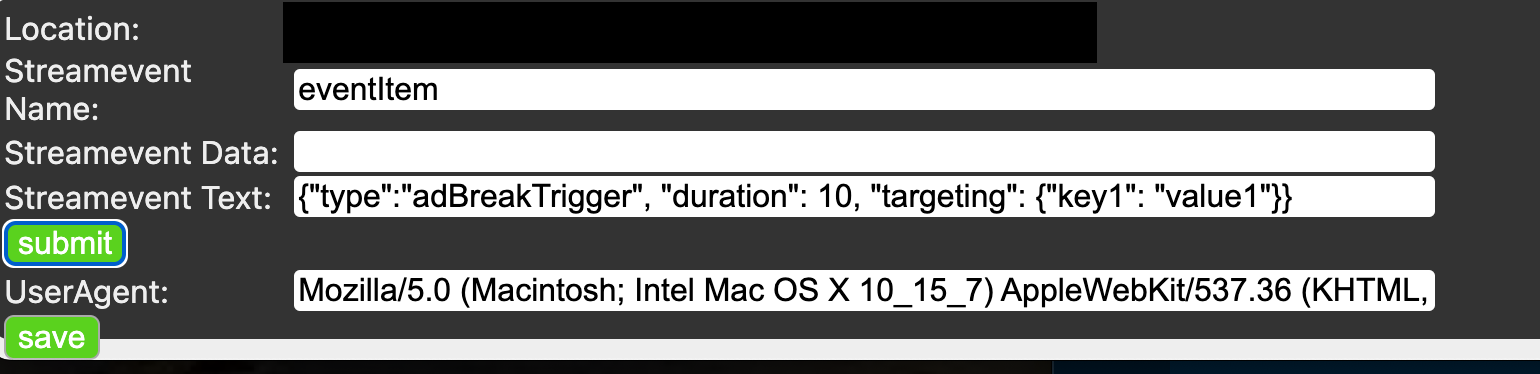 Location:
Streamevent Name:
eventItem
Streamevent Data:
Streamevent Text:
{"type":"adBreakTrigger", "duration": 10, "targeting": {"key1": "value1"}}
submit
UserAgent:
Mozilla/5.0 (Macintosh; Intel Mac OS X 10_15_7) AppleWebKit/537.36 (KHTML,
save